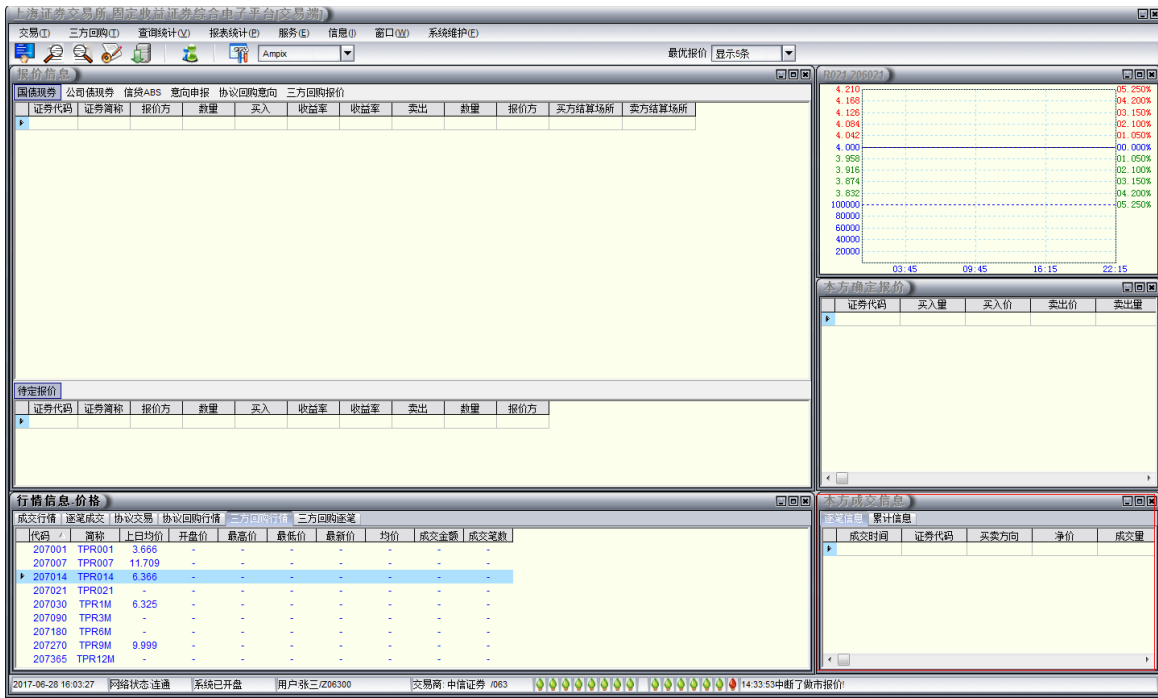 上海证券交易所-固定收益证券综合电子平台[交易端]
交易(T) 三方回购(T) 查询统计(V) 报表统计(P) 服务(E) 信息(I) 窗口(W) 系统维护(F)
Ampix 最优报价 显示5条
报价信息
国债现券 公司债现券 信贷ABS 意向申报 协议回购意向 三方回购报价
证券代码 证券简称 报价方 数量 买入 收益率 收益率 卖出 数量 报价方 买方结算场所 卖方结算场所
待定报价
证券代码 证券简称 报价方 数量 买入 收益率 收益率 卖出 数量 报价方
R021 206021
4.210 05.250%
4.168 04.200%
4.126 03.150%
4.084 02.100%
4.042 01.050%
4.000 00.000%
3.958 01.050%
3.916 02.100%
3.874 03.150%
3.832 04.200%
100000 05.250%
80000
60000
40000
20000
03:45 09:45 16:15 22:15
本方确定报价
证券代码 买入量 买入价 卖出价 卖出量
行情信息-价格
成交行情 逐笔成交 协议交易 协议回购行情 三方回购行情 三方回购逐笔
代码 简称 上日均价 开盘价 最高价 最低价 最新价 均价 成交金额 成交笔数
207001 TPR001 3.666 - - - - - - -
207007 TPR007 11.709 - - - - - - -
207014 TPR014 6.366 - - - - - - -
207021 TPR021 - - - - - - - -
207030 TPR1M 6.325 - - - - - - -
207090 TPR3M - - - - - - - -
207180 TPR6M - - - - - - - -
207270 TPR9M 9.999 - - - - - - -
207365 TPR12M - - - - - - - -
本方成交信息
逐笔信息 累计信息
成交时间 证券代码 买卖方向 净价 成交量
2017-06-28 16:03:27 网络状态:连通 系统已开盘 用户:张三/Z06300 交易商: 中信证券 /063 14:33:53中断了做市报价!